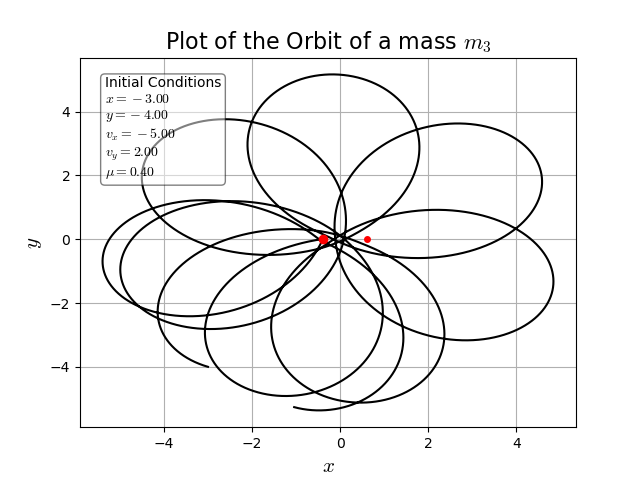 Plot of the Orbit of a mass m₃
Initial Conditions
x = −3.00
y = −4.00
vₓ = −5.00
v_y = 2.00
μ = 0.40
y
4
2
0
−2
−4
−4 −2 0 2 4
x